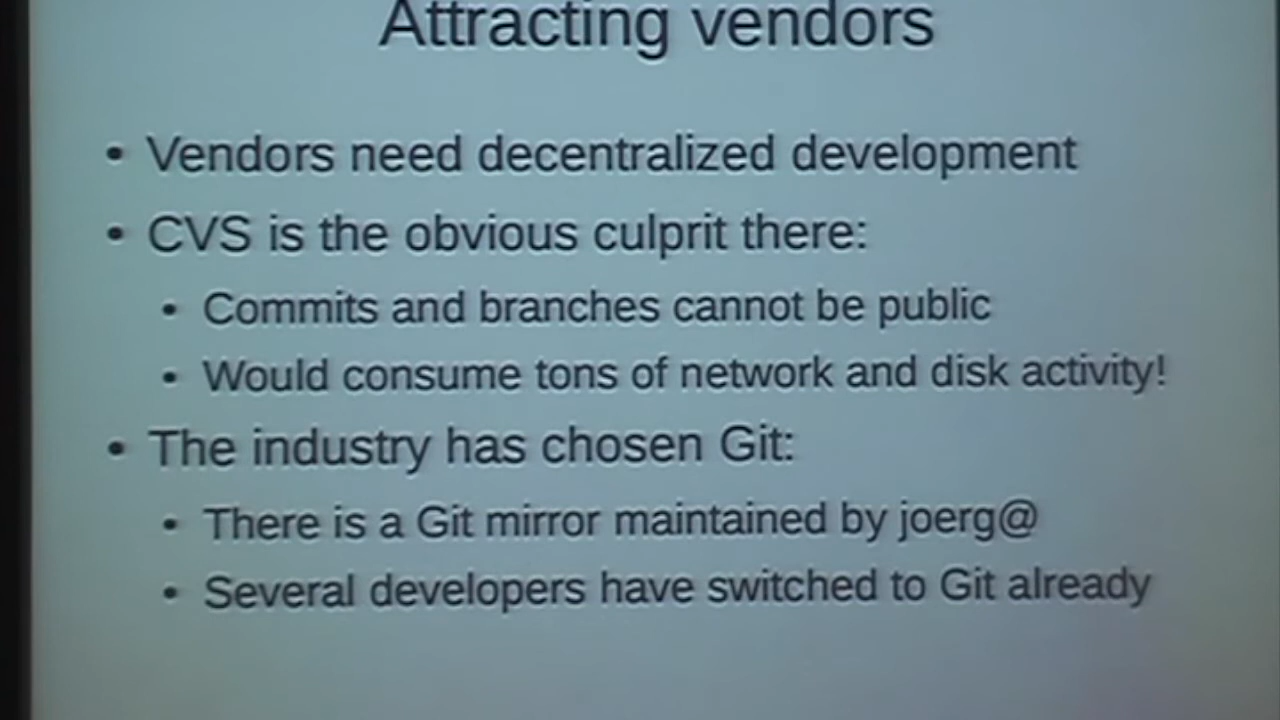 Attracting vendors
• Vendors need decentralized development
• CVS is the obvious culprit there:
• Commits and branches cannot be public
• Would consume tons of network and disk activity!
• The industry has chosen Git:
• There is a Git mirror maintained by joerg@
• Several developers have switched to Git already